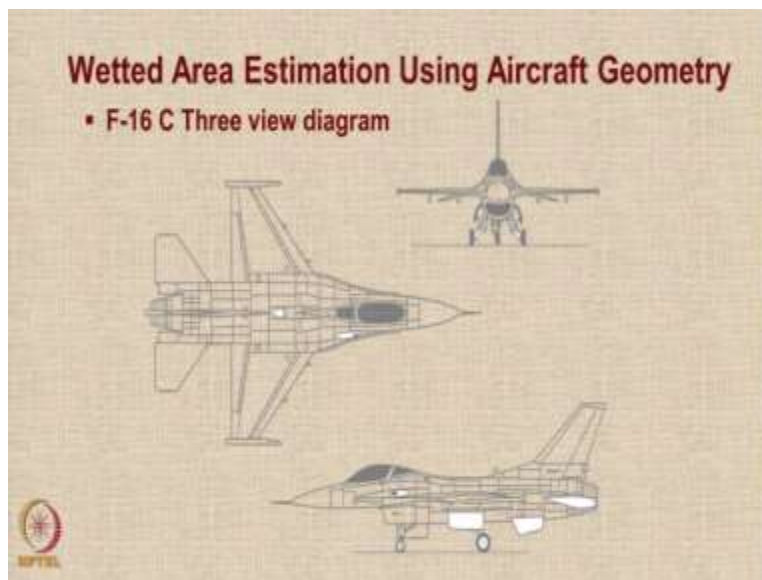 Wetted Area Estimation Using Aircraft Geometry
▪ F-16 C Three view diagram
NPTEL